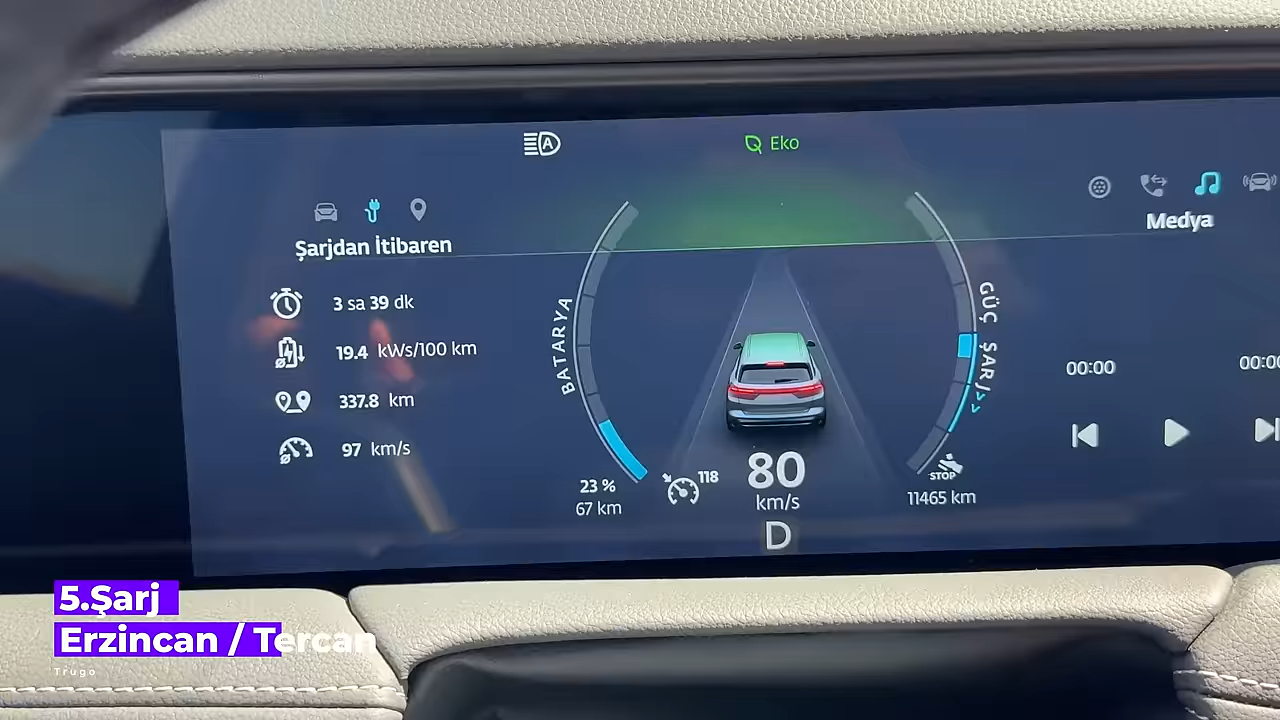 Eko
Şarjdan İtibaren
Medya
3 sa 39 dk
19.4 kWs/100 km
337.8 km
97 km/s
BATARYA
GÜÇ
ŞARJ>>
00:00
00:00
23 %
67 km
118
80
km/s
D
STOP
11465 km
5.Şarj
Erzincan / Tercan
Trugo